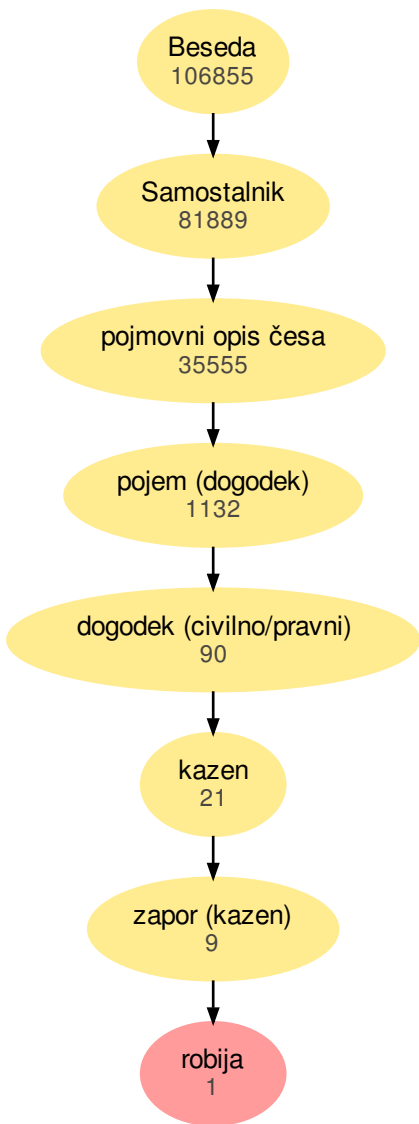 Beseda
106855
Samostalnik
81889
pojmovni opis česa
35555
pojem (dogodek)
1132
dogodek (civilno/pravni)
90
kazen
21
zapor (kazen)
9
robija
1